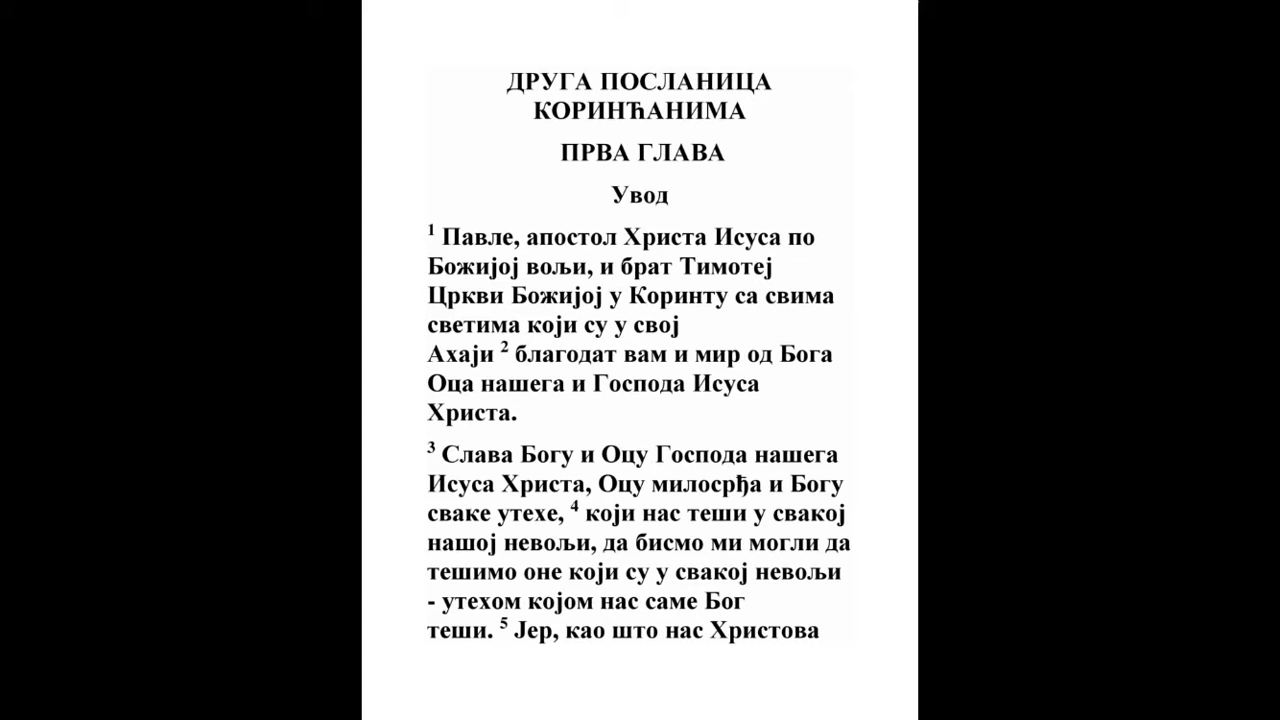 ДРУГА ПОСЛАНИЦА
КОРИНЋАНИМА
ПРВА ГЛАВА
Увод
1 Павле, апостол Христа Исуса по
Божијој вољи, и брат Тимотеј
Цркви Божијој у Коринту са свима
светима који су у свој
Ахаји 2 благодат вам и мир од Бога
Оца нашега и Господа Исуса
Христа.
3 Слава Богу и Оцу Господа нашега
Исуса Христа, Оцу милосрђа и Богу
сваке утехе, 4 који нас теши у свакој
нашој невољи, да бисмо ми могли да
тешимо оне који су у свакој невољи
- утехом којом нас саме Бог
теши. 5 Јер, као што нас Христова